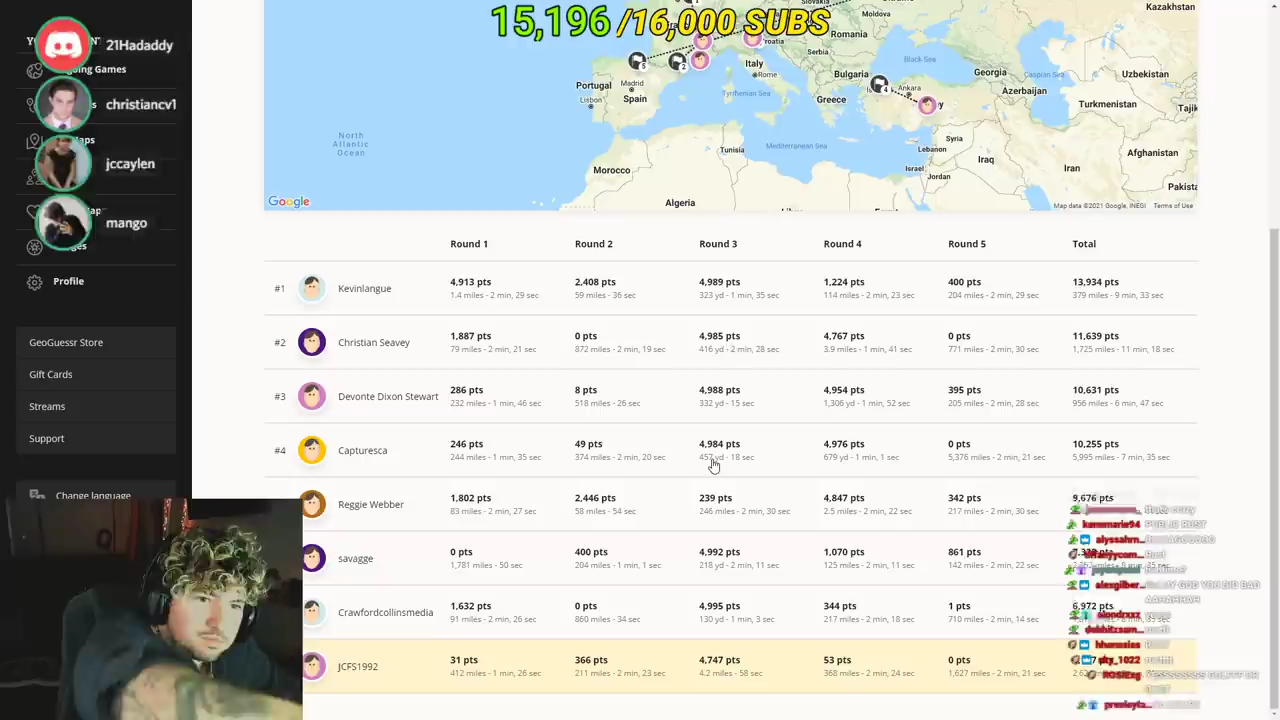 15,196 /16,000 SUBS
21Hadaddy
christiancv1
jccaylen
mango
Profile
GeoGuessr Store
Gift Cards
Streams
Support
Change language
Kazakhstan
Slovakia
Moldova
Romania
Serbia
Italy
Rome
Bulgaria
Black Sea
Georgia
Caspian Sea
Uzbekistan
Azerbaijan
Turkmenistan
Portugal
Madrid
Lisbon
Spain
Tyrrhenian Sea
Greece
Ankara
North Atlantic Ocean
Tunisia
Mediterranean Sea
Syria
Lebanon
Iraq
Israel
Jordan
Iran
Afghanistan
Morocco
Algeria
Google
Map data ©2021 Google, INEGI Terms of Use
Round 1 Round 2 Round 3 Round 4 Round 5 Total
#1 Kevinlangue 4,913 pts 2,408 pts 4,989 pts 1,224 pts 400 pts 13,934 pts
1.4 miles - 2 min, 29 sec 59 miles - 36 sec 323 yd - 1 min, 35 sec 114 miles - 2 min, 23 sec 204 miles - 2 min, 29 sec 379 miles - 9 min, 33 sec
#2 Christian Seavey 1,887 pts 0 pts 4,985 pts 4,767 pts 0 pts 11,639 pts
79 miles - 2 min, 21 sec 872 miles - 2 min, 19 sec 416 yd - 2 min, 28 sec 3.9 miles - 1 min, 41 sec 771 miles - 2 min, 30 sec 1,725 miles - 11 min, 18 sec
#3 Devonte Dixon Stewart 286 pts 8 pts 4,988 pts 4,954 pts 395 pts 10,631 pts
232 miles - 1 min, 46 sec 518 miles - 26 sec 332 yd - 15 sec 1,306 yd - 1 min, 52 sec 205 miles - 2 min, 28 sec 956 miles - 6 min, 47 sec
#4 Capturesca 246 pts 49 pts 4,984 pts 4,976 pts 0 pts 10,255 pts
244 miles - 1 min, 35 sec 374 miles - 2 min, 20 sec 457 yd - 18 sec 679 yd - 1 min, 1 sec 5,376 miles - 2 min, 21 sec 5,995 miles - 7 min, 35 sec
Reggie Webber 1,802 pts 2,446 pts 239 pts 4,847 pts 342 pts 9,676 pts
83 miles - 2 min, 27 sec 58 miles - 54 sec 246 miles - 2 min, 30 sec 2.5 miles - 2 min, 22 sec 217 miles - 2 min, 30 sec
savagge 0 pts 400 pts 4,992 pts 1,070 pts 861 pts
1,781 miles - 50 sec 204 miles - 1 min, 1 sec 218 yd - 2 min, 11 sec 125 miles - 2 min, 11 sec 142 miles - 2 min, 22 sec
Crawfordcollinsmedia 1,632 pts 0 pts 4,995 pts 344 pts 1 pts 6,972 pts
91 miles - 2 min, 26 sec 860 miles - 34 sec 130 yd - 1 min, 3 sec 217 miles - 2 min, 18 sec 710 miles - 2 min, 14 sec
JCFS1992 31 pts 366 pts 4,747 pts 53 pts 0 pts
412 miles - 1 min, 26 sec 211 miles - 2 min, 23 sec 4.2 miles - 58 sec 368 miles - 2 min, 24 sec 1,627 miles - 2 min, 21 sec
PUBLIC RUST
alyssahm...
GOD YOU DID BAD
AAHAHHAH